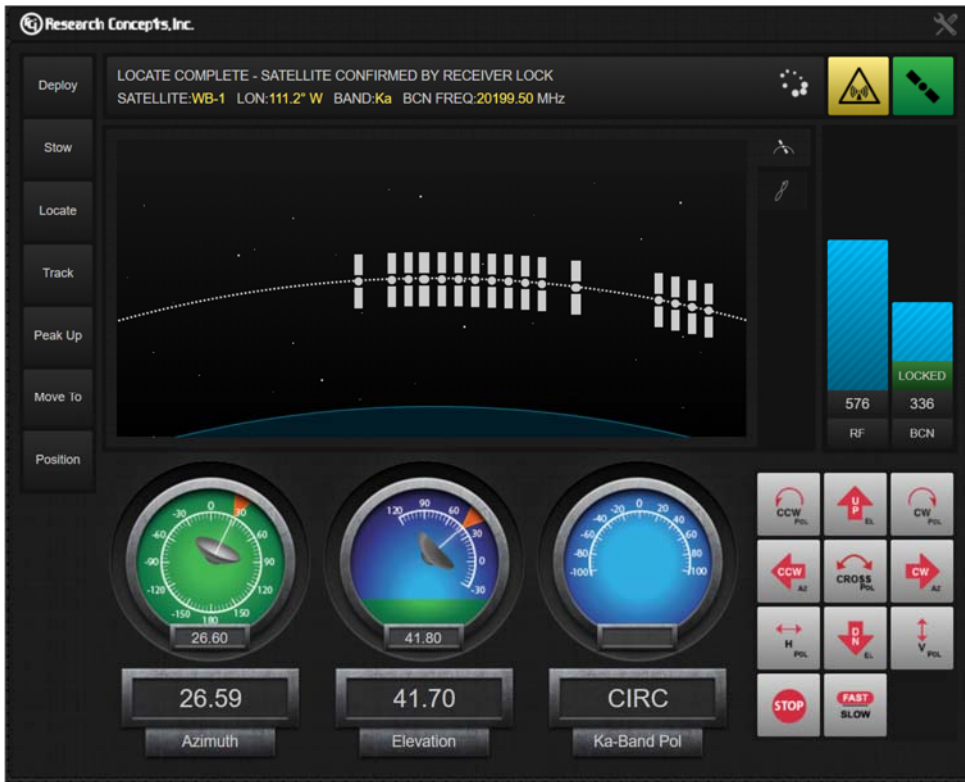 RCi Research Concepts, Inc.
Deploy
Stow
Locate
Track
Peak Up
Move To
Position
LOCATE COMPLETE - SATELLITE CONFIRMED BY RECEIVER LOCK
SATELLITE:WB-1 LON:111.2° W BAND:Ka BCN FREQ:20199.50 MHz
LOCKED
576 336
RF BCN
-150 -120 -90 -60 -30 0 30 60 90 120 150 180
26.60
120 90 60 30 0 -30
41.80
-100 -80 -60 -40 -20 0 20 40 60 80 100
26.59
Azimuth
41.70
Elevation
CIRC
Ka-Band Pol
CCW POL
UP EL
CW POL
CCW AZ
CROSS POL
CW AZ
H POL
DN EL
V POL
STOP
FAST
SLOW